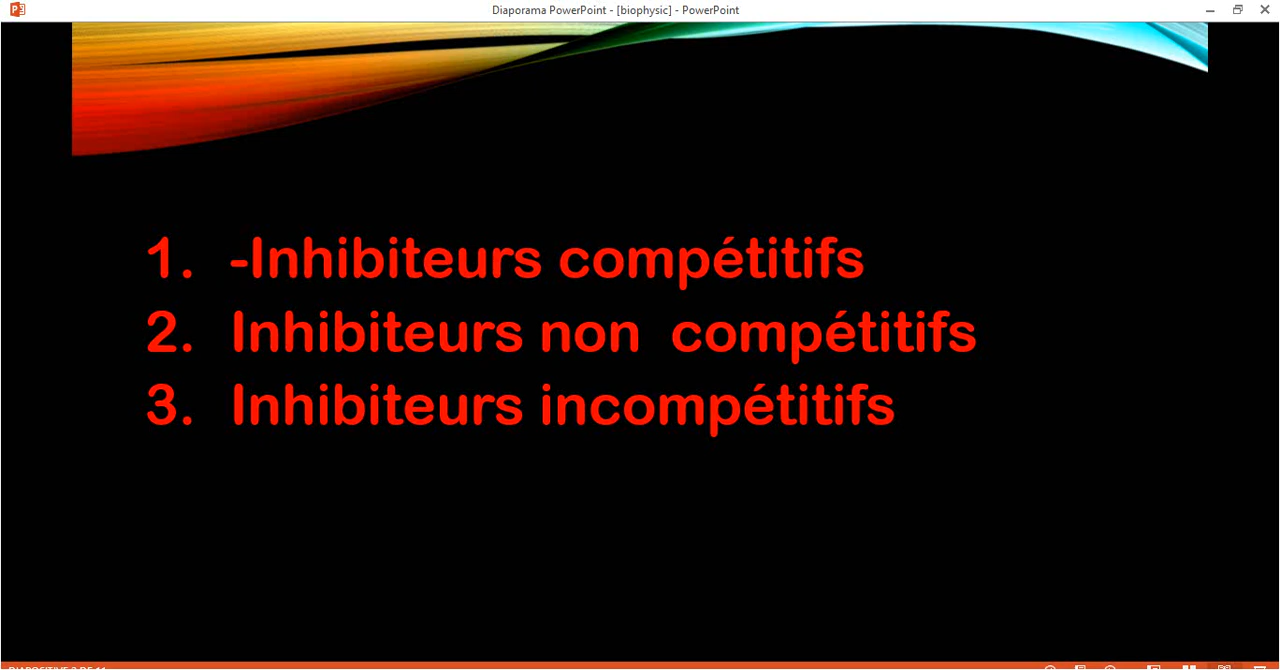 Diaporama PowerPoint - [biophysic] - PowerPoint
1. -Inhibiteurs compétitifs
2. Inhibiteurs non compétitifs
3. Inhibiteurs incompétitifs